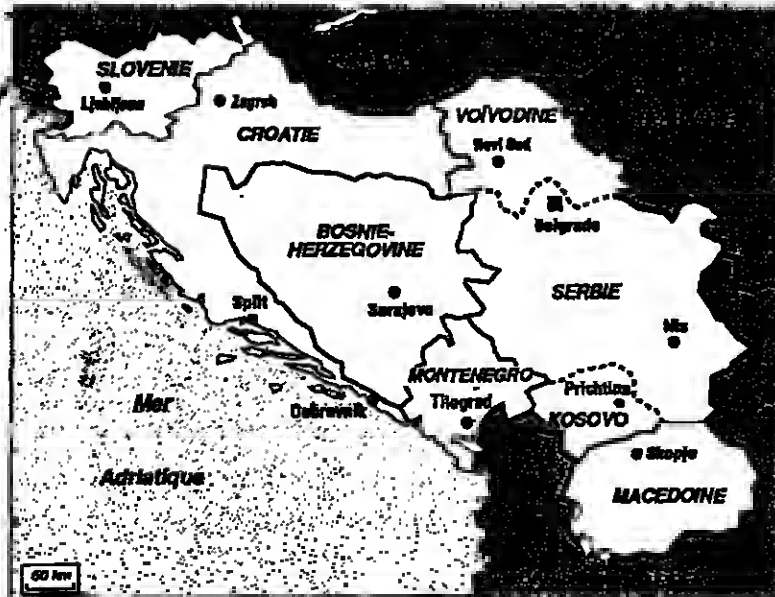 SLOVENIE
Ljubljana
Zagreb
CROATIE
VOÏVODINE
Novi Sad
Belgrade
BOSNIE-
HERZEGOVINE
Sarajevo
SERBIE
Nis
Split
MONTENEGRO
Titograd
Prichtina
KOSOVO
Dubrovnik
Mer
Adriatique
Skopje
MACEDOINE
60 km